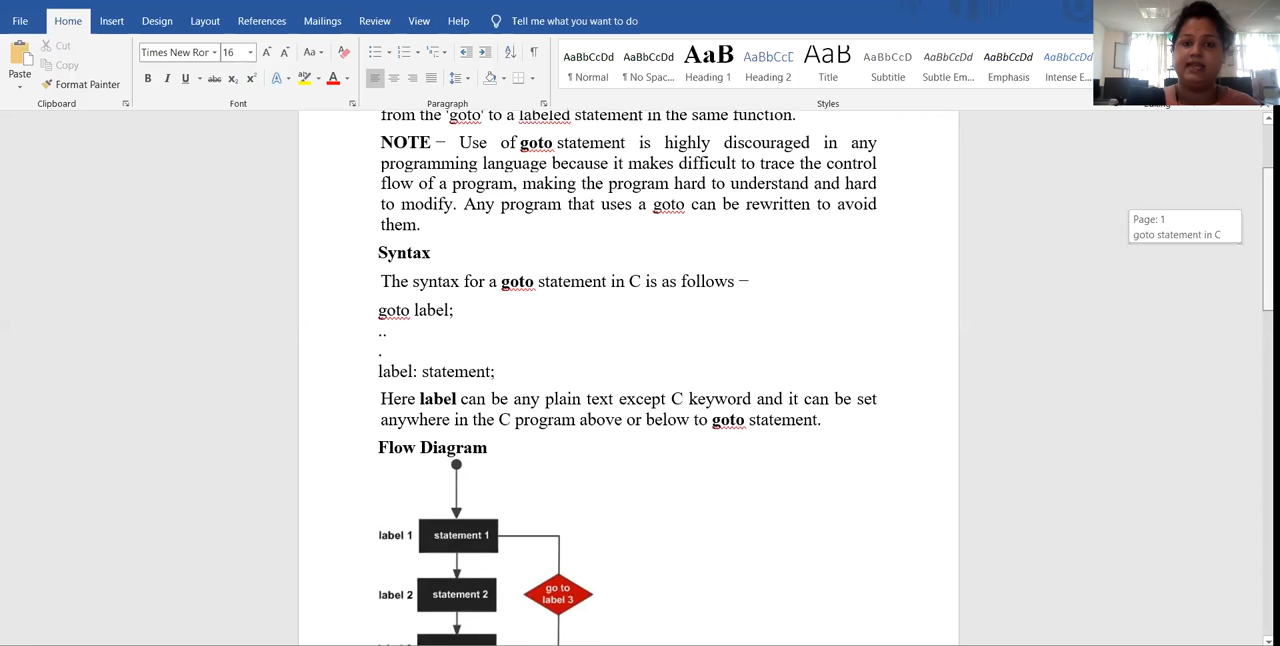 File Home Insert Design Layout References Mailings Review View Help Tell me what you want to do
Paste
Cut
Copy
Format Painter
Clipboard
Times New Ror 16
Aa
B I U abc x₂ x² A ab A
Font
Paragraph
AaBbCcDd AaBbCcDd AaB AaBbCcD AaB AaBbCcD AaBbCcDd AaBbCcDd AaBbCcDd
¶ Normal ¶ No Spac... Heading 1 Heading 2 Title Subtitle Subtle Em... Emphasis Intense E...
Styles
from the 'goto' to a labeled statement in the same function.
NOTE − Use of goto statement is highly discouraged in any
programming language because it makes difficult to trace the control
flow of a program, making the program hard to understand and hard
to modify. Any program that uses a goto can be rewritten to avoid
them.
Page: 1
goto statement in C
Syntax
The syntax for a goto statement in C is as follows −
goto label;
..
.
label: statement;
Here label can be any plain text except C keyword and it can be set
anywhere in the C program above or below to goto statement.
Flow Diagram
label 1 statement 1
label 2 statement 2
go to
label 3